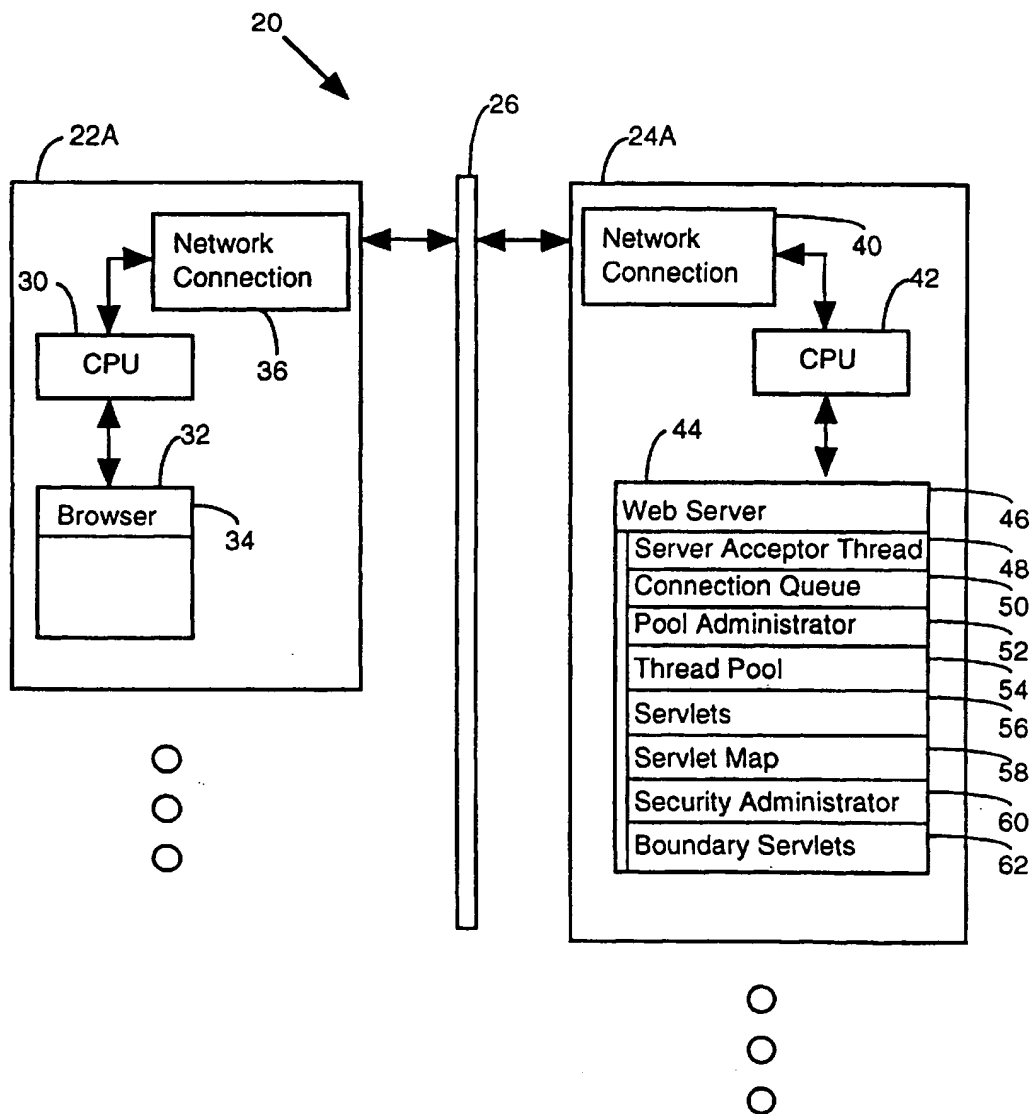 20
26
22A
24A
Network
Connection
36
30
CPU
32
Browser
34
Network
Connection
40
42
CPU
44
Web Server
46
Server Acceptor Thread
48
Connection Queue
50
Pool Administrator
52
Thread Pool
54
Servlets
56
Servlet Map
58
Security Administrator
60
Boundary Servlets
62